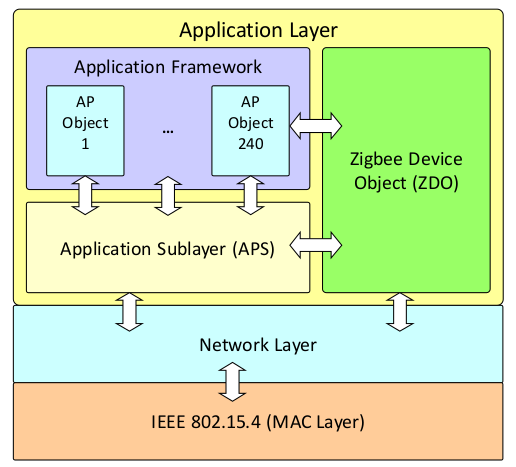 Application Layer
Application Framework
AP
Object
1
...
AP
Object
240
Zigbee Device
Object (ZDO)
Application Sublayer (APS)
Network Layer
IEEE 802.15.4 (MAC Layer)